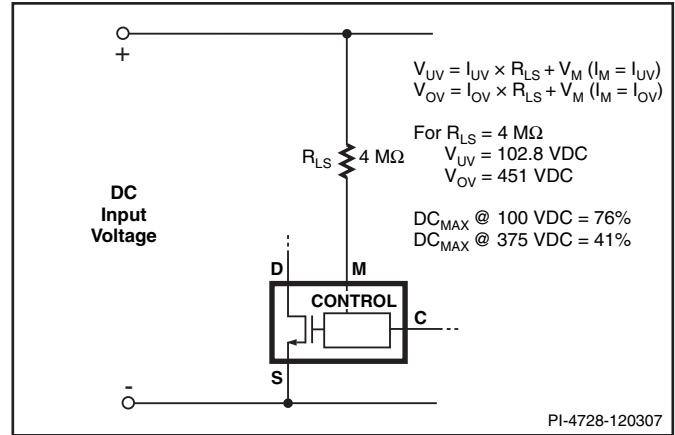 +
V_UV = I_UV × R_LS + V_M (I_M = I_UV)
V_OV = I_OV × R_LS + V_M (I_M = I_OV)
For R_LS = 4 MΩ
V_UV = 102.8 VDC
V_OV = 451 VDC
DC_MAX @ 100 VDC = 76%
DC_MAX @ 375 VDC = 41%
R_LS 4 MΩ
DC
Input
Voltage
D M
CONTROL
C
S
-
PI-4728-120307